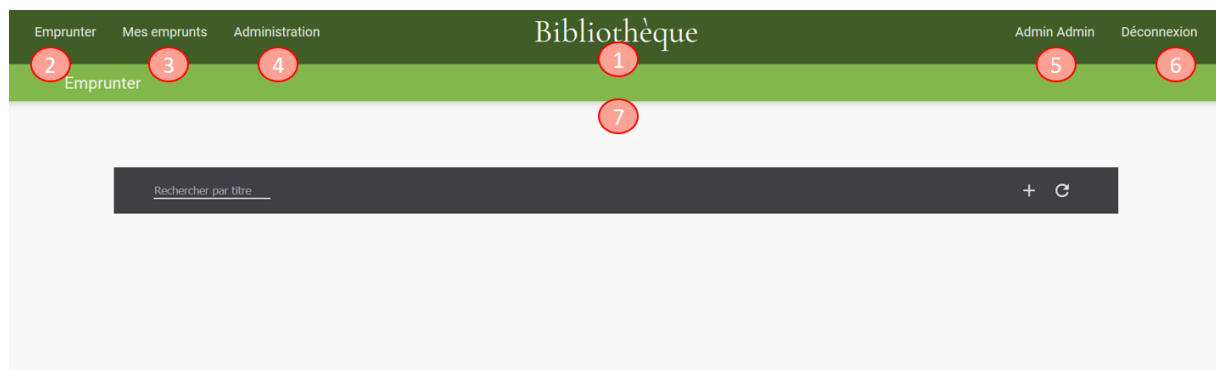 Emprunter Mes emprunts Administration Bibliothèque Admin Admin Déconnexion
2 3 4 1 5 6
Emprunter
7
Rechercher par titre